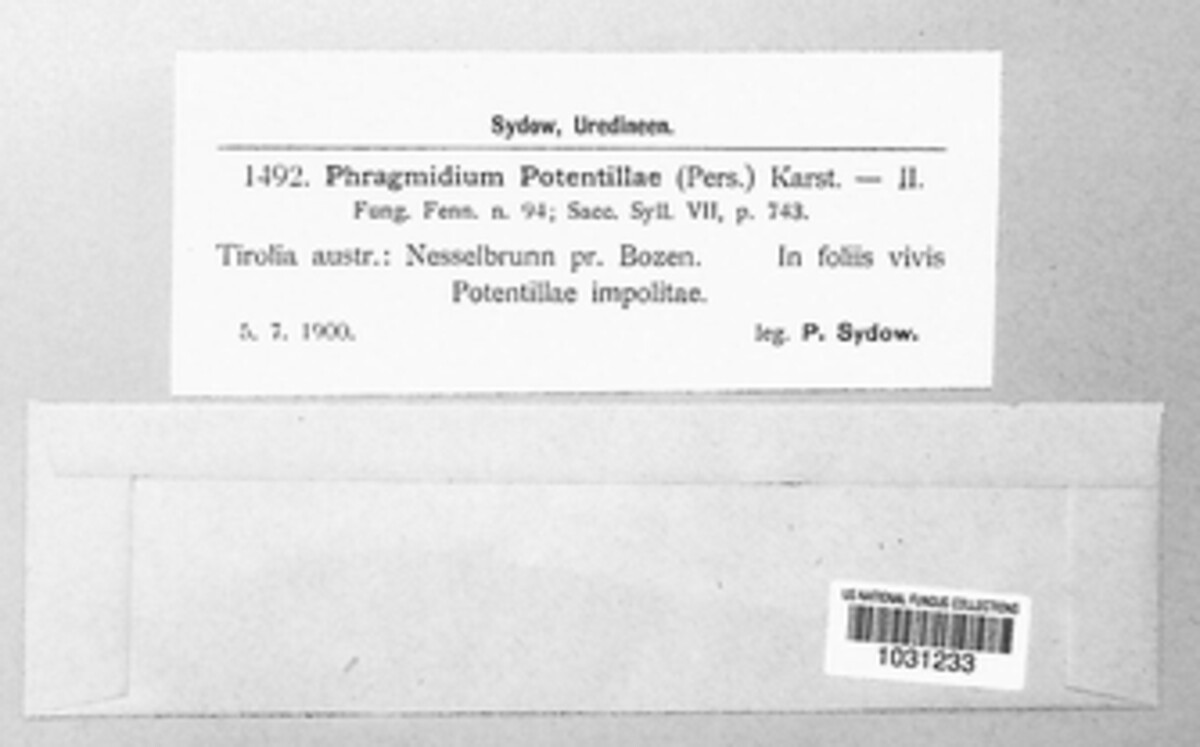 Sydow, Uredineen.
1492. Phragmidium Potentillae (Pers.) Karst. — II.
Fung. Fenn. n. 94; Sacc. Syll. VII, p. 743.
Tirolia austr.: Nesselbrunn pr. Bozen. In foliis vivis
Potentillae impolitae.
5. 7. 1900. leg. P. Sydow.
US NATIONAL FUNGUS COLLECTIONS
1031233